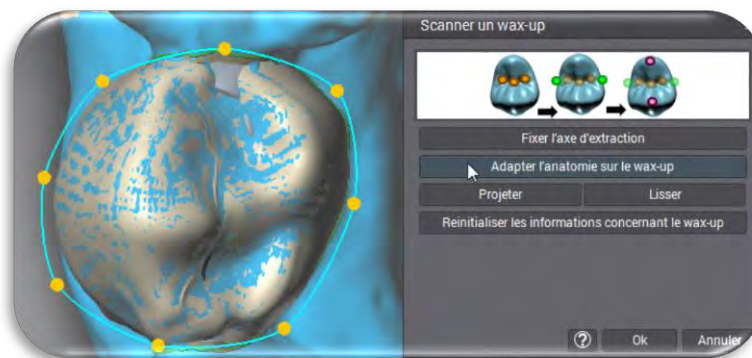 Scanner un wax-up
Fixer l'axe d'extraction
Adapter l'anatomie sur le wax-up
Projeter
Lisser
Reinitialiser les informations concernant le wax-up
?
Ok
Annuler